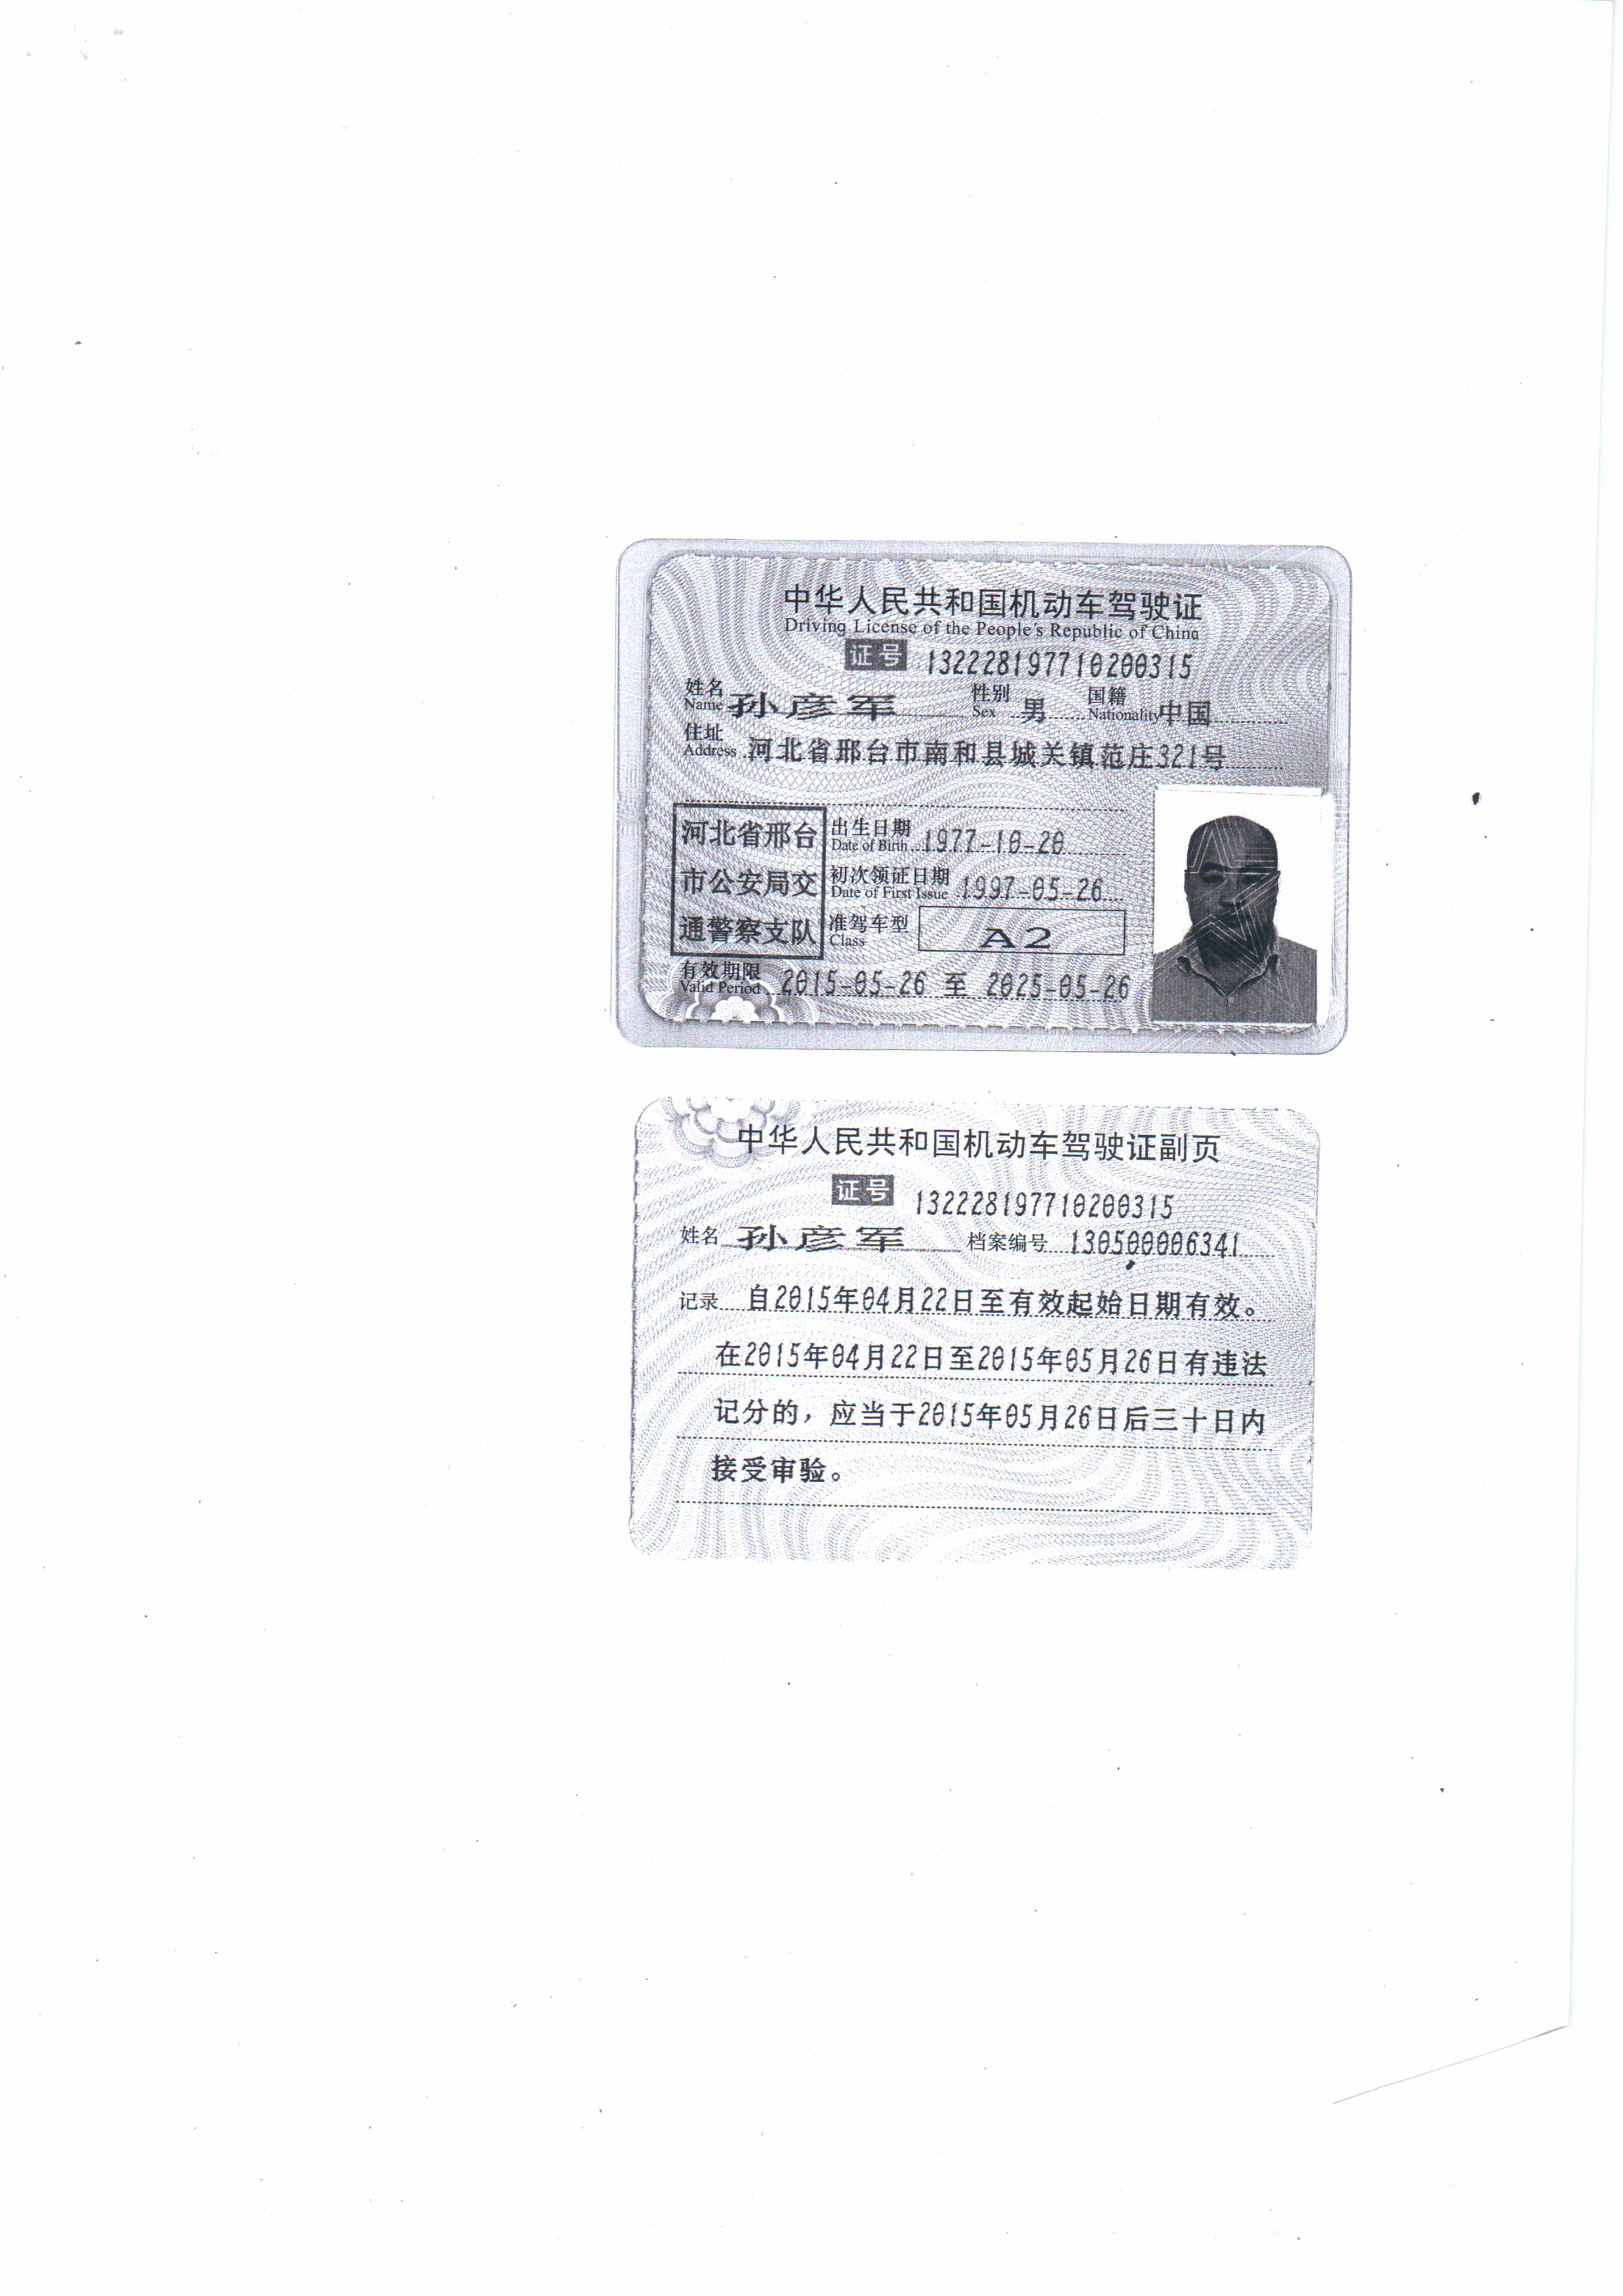 中华人民共和国机动车驾驶证
Driving License of the People's Republic of China
证号 132228197710200315
姓名 Name 孙彦军 性别 Sex 男 国籍 Nationality 中国
住址 Address 河北省邢台市南和县城关镇范庄321号
河北省邢台
市公安局交
通警察支队
出生日期 Date of Birth 1977-10-20
初次领证日期 Date of First Issue 1997-05-26
准驾车型 Class A2
有效期限 Valid Period 2015-05-26 至 2025-05-26
中华人民共和国机动车驾驶证副页
证号 132228197710200315
姓名 孙彦军 档案编号 130500006341
记录 自2015年04月22日至有效起始日期有效。
在2015年04月22日至2015年05月26日有违法
记分的，应当于2015年05月26日后三十日内
接受审验。